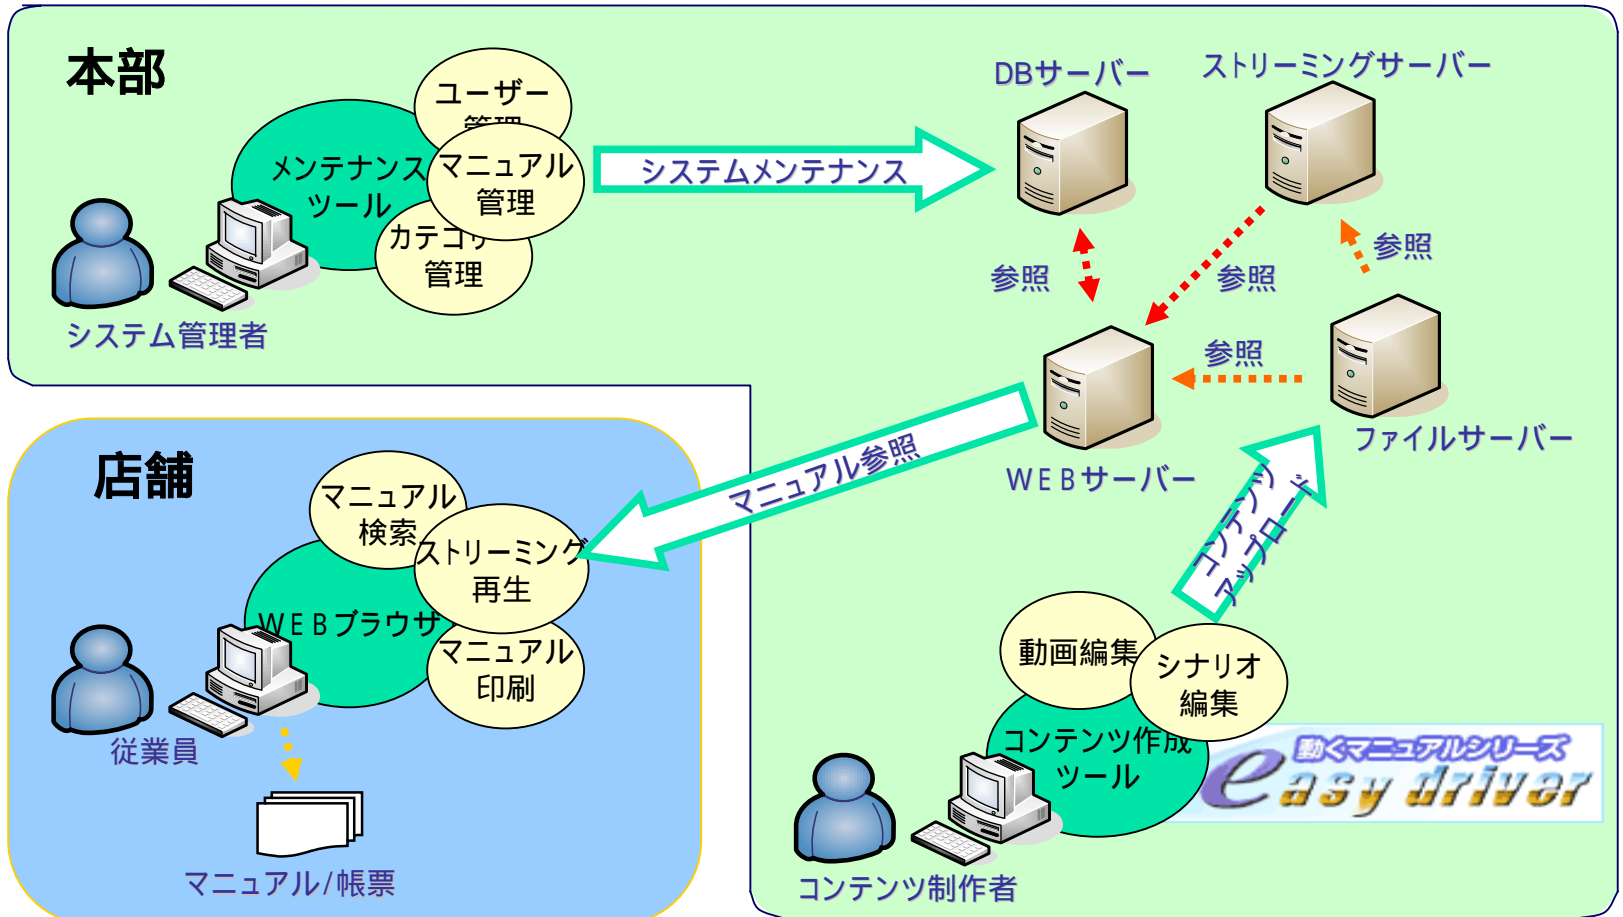 本部
ユーザー
管理
メンテナンス
ツール
マニュアル
管理
カテゴリー
管理
システム管理者
システムメンテナンス
DBサーバー
ストリーミングサーバー
参照
参照
参照
参照
WEBサーバー
ファイルサーバー
マニュアル参照
コンテンツ
アップロード
店舗
マニュアル
検索
ストリーミング
再生
WEBブラウザ
マニュアル
印刷
従業員
マニュアル/帳票
動画編集
シナリオ
編集
コンテンツ作成
ツール
コンテンツ制作者
動くマニュアルシリーズ
easy driver